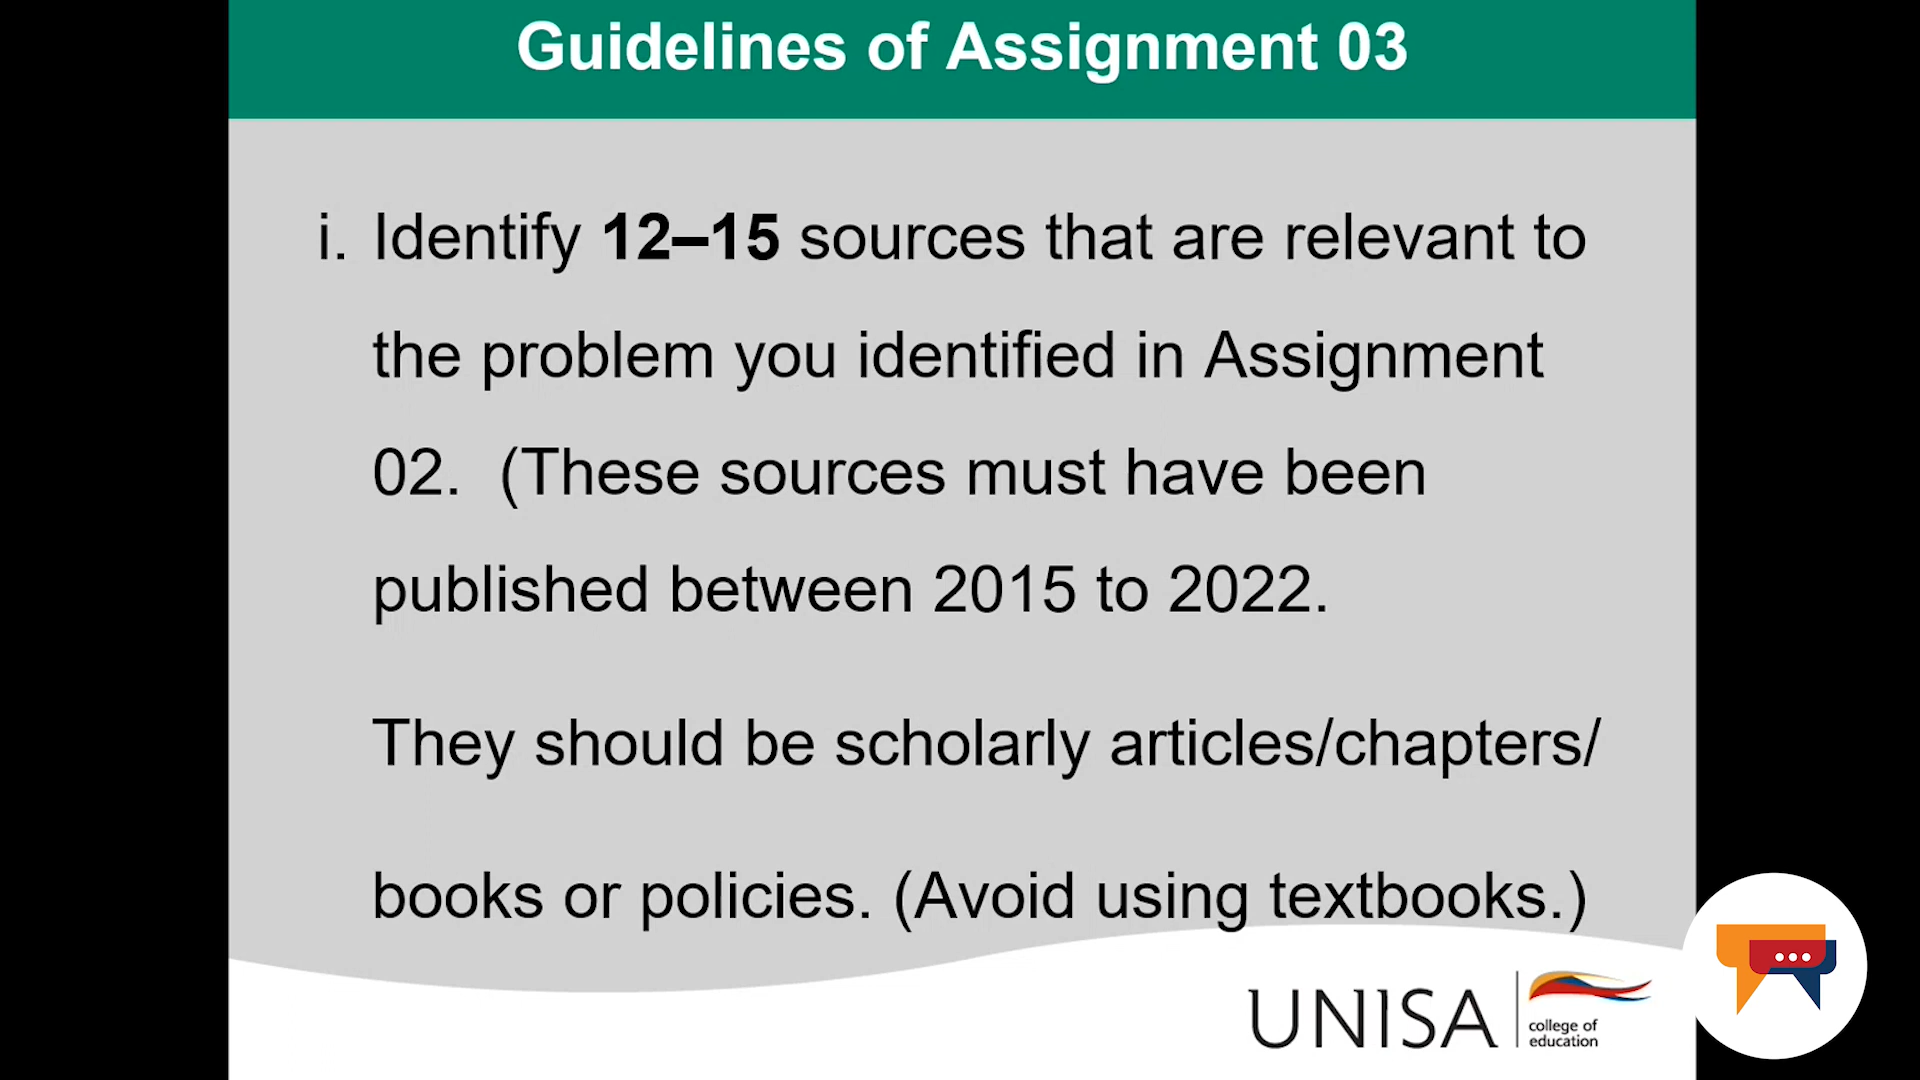 Guidelines of Assignment 03
i. Identify 12–15 sources that are relevant to
the problem you identified in Assignment
02. (These sources must have been
published between 2015 to 2022.
They should be scholarly articles/chapters/
books or policies. (Avoid using textbooks.)
UNISA
college of
education